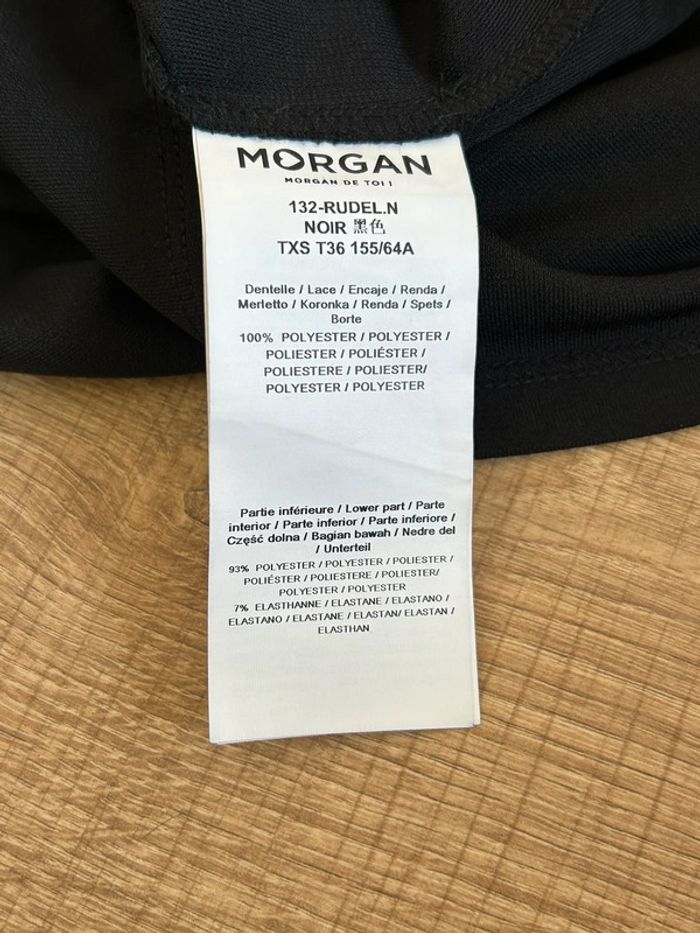 MORGAN
MORGAN DE TOI !
132-RUDEL.N
NOIR 黑色
TXS T36 155/64A
Dentelle / Lace / Encaje / Renda /
Merletto / Koronka / Renda / Spets /
Borte
100% POLYESTER / POLYESTER /
POLIESTER / POLIÉSTER /
POLIESTERE / POLIESTER/
POLYESTER / POLYESTER
Partie inférieure / Lower part / Parte
interior / Parte inferior / Parte inferiore /
Część dolna / Bagian bawah / Nedre del
/ Unterteil
93% POLYESTER / POLYESTER / POLIESTER /
POLIÉSTER / POLIESTERE / POLIESTER/
POLYESTER / POLYESTER
7% ELASTHANNE / ELASTANE / ELASTANO /
ELASTANO / ELASTANE / ELASTAN/ ELASTAN /
ELASTHAN